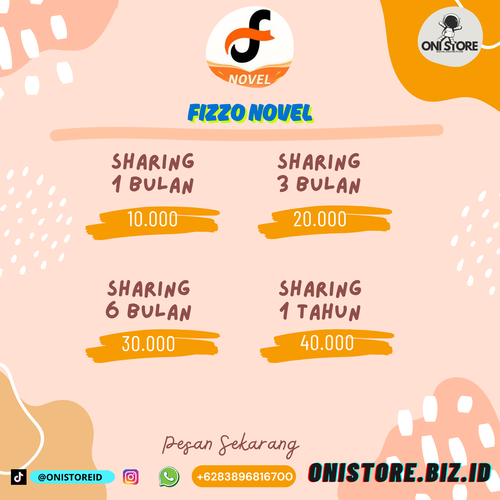 NOVEL
ONI STORE
FIZZO NOVEL
SHARING
1 BULAN
10.000
SHARING
3 BULAN
20.000
SHARING
6 BULAN
30.000
SHARING
1 TAHUN
40.000
Pesan Sekarang
@ONISTOREID
+6283896816700
ONISTORE.BIZ.ID